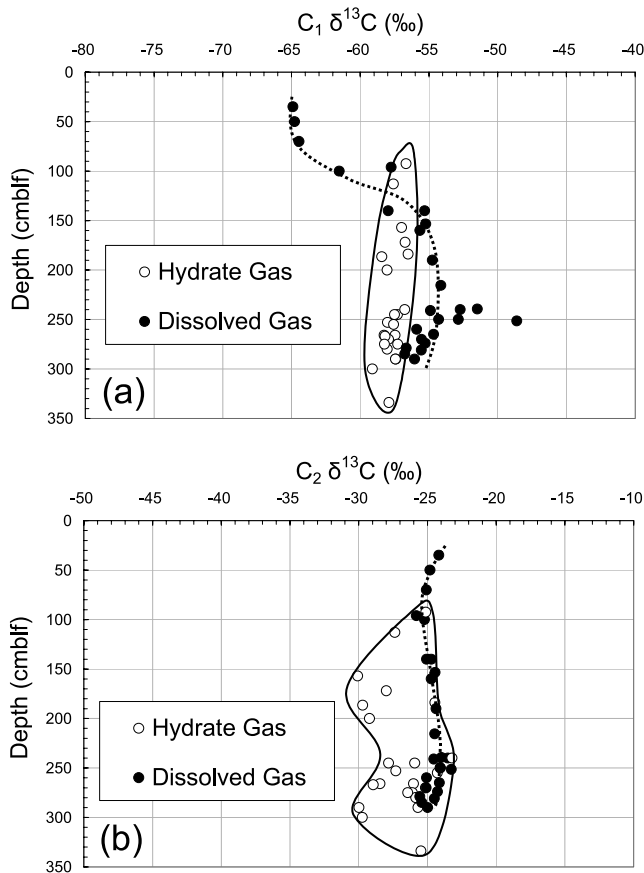 C₁ δ¹³C (‰)
-80 -75 -70 -65 -60 -55 -50 -45 -40
0
50
100
150
200
250
300
350
Depth (cmblf)
Hydrate Gas
Dissolved Gas
(a)
C₂ δ¹³C (‰)
-50 -45 -40 -35 -30 -25 -20 -15 -10
0
50
100
150
200
250
300
350
Depth (cmblf)
Hydrate Gas
Dissolved Gas
(b)